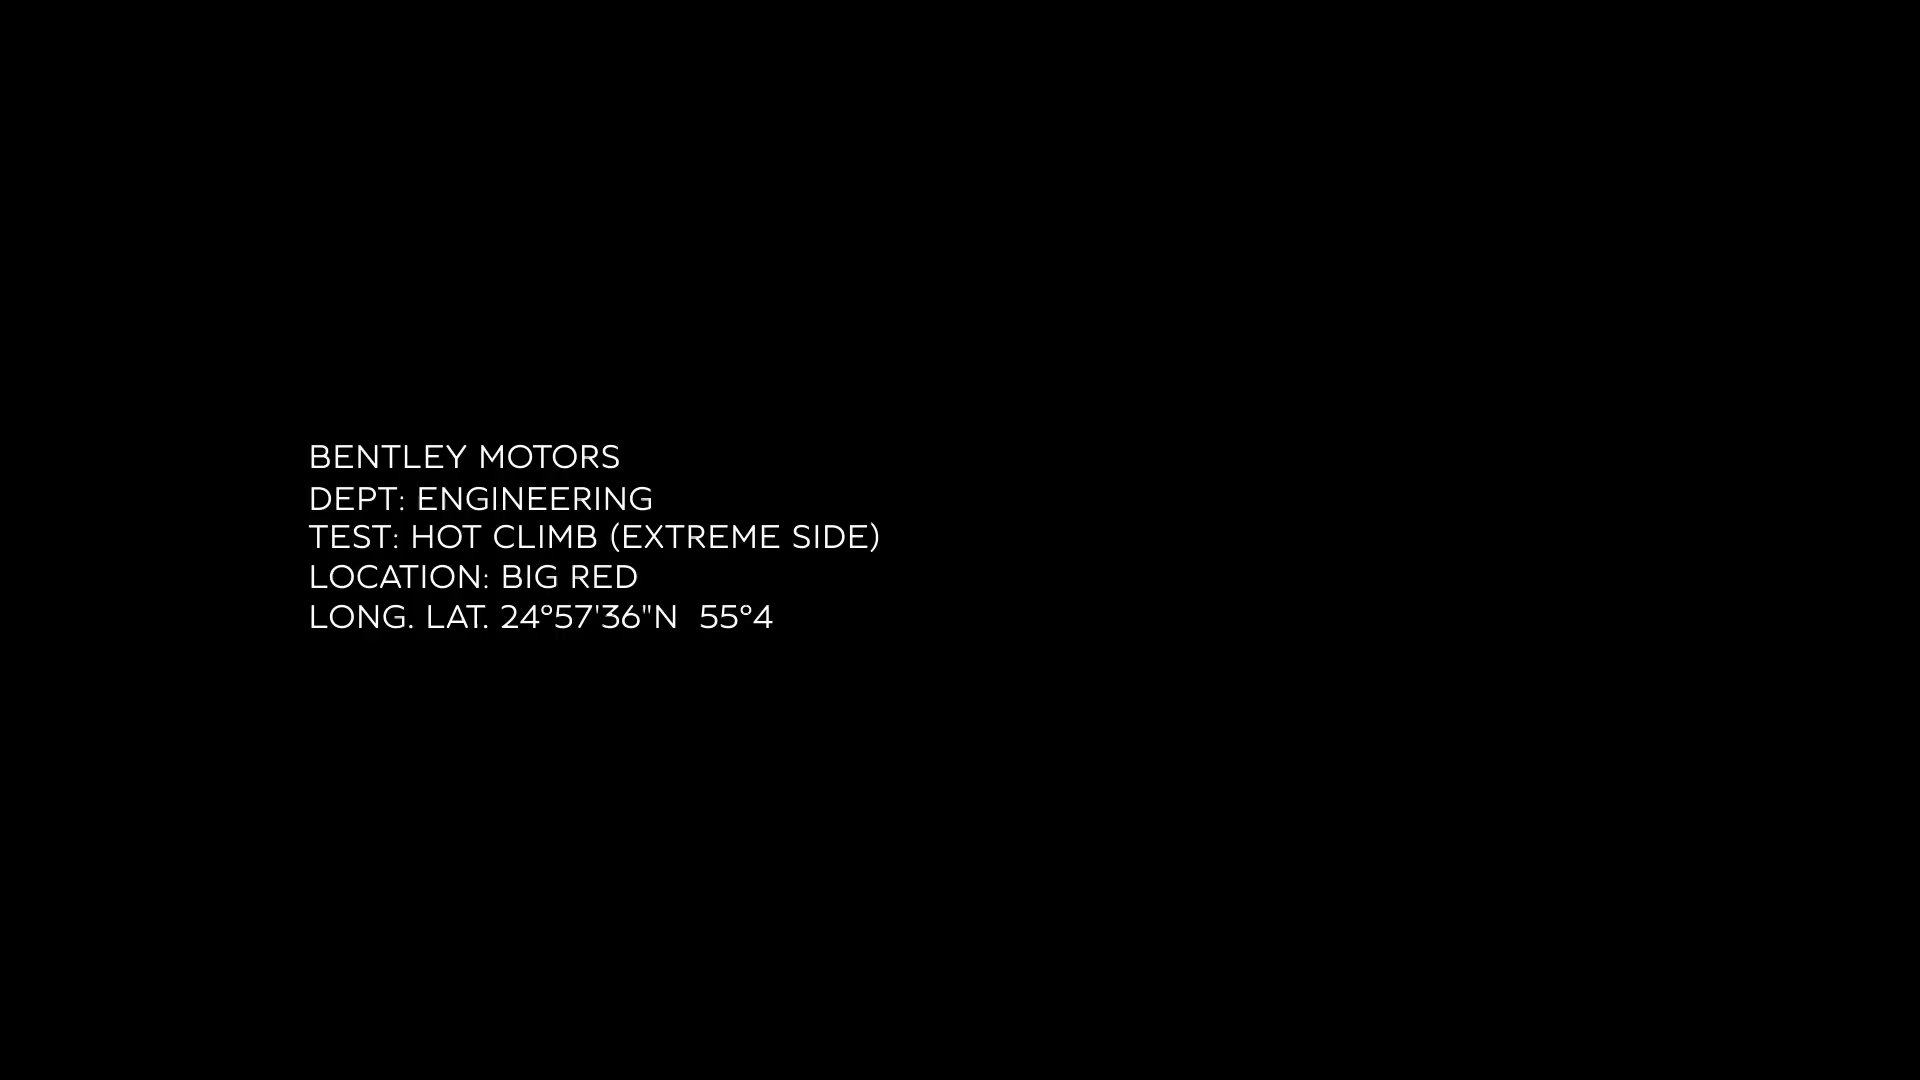 BENTLEY MOTORS
DEPT: ENGINEERING
TEST: HOT CLIMB (EXTREME SIDE)
LOCATION: BIG RED
LONG. LAT. 24°57'36"N  55°4